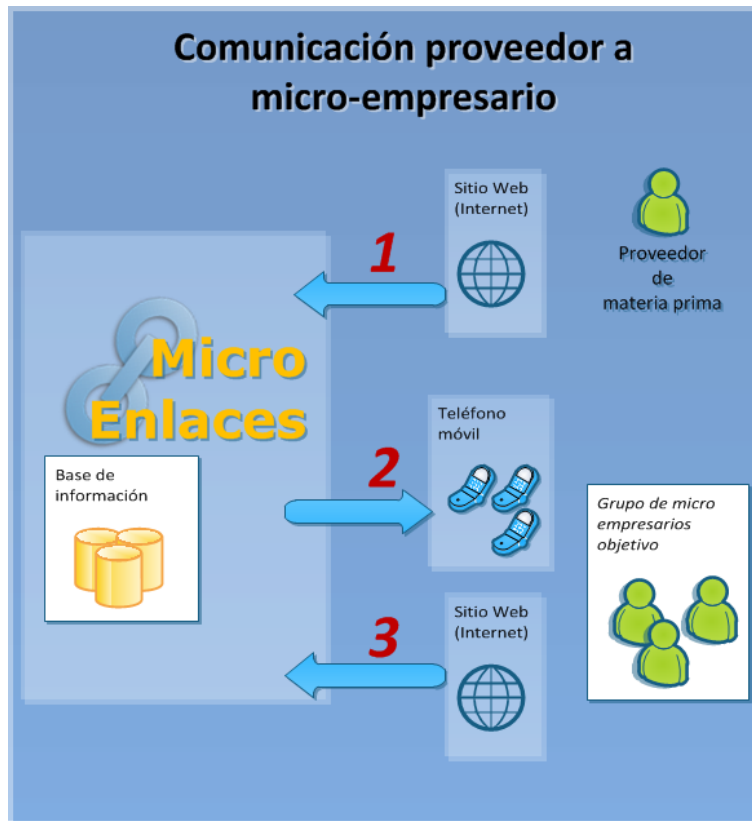 Comunicación proveedor a
micro-empresario
Sitio Web
(Internet)
1
Proveedor
de
materia prima
Micro
Enlaces
Teléfono
móvil
2
Base de
información
Grupo de micro
empresarios
objetivo
Sitio Web
(Internet)
3